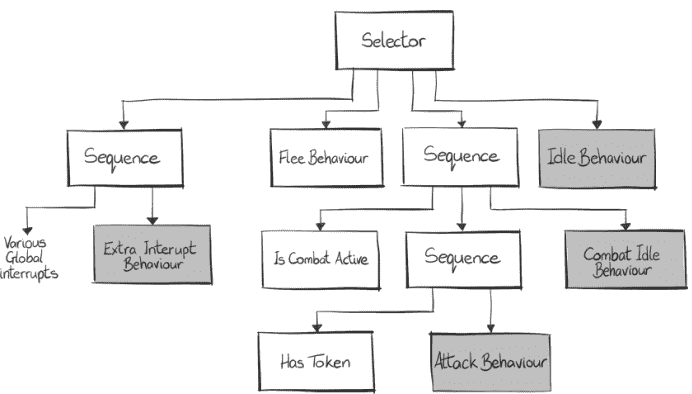 Selector
Sequence
Flee Behaviour
Sequence
Idle Behaviour
Various
Global
interrupts
Extra Interupt
Behaviour
Is Combat Active
Sequence
Combat Idle
Behaviour
Has Token
Attack Behaviour